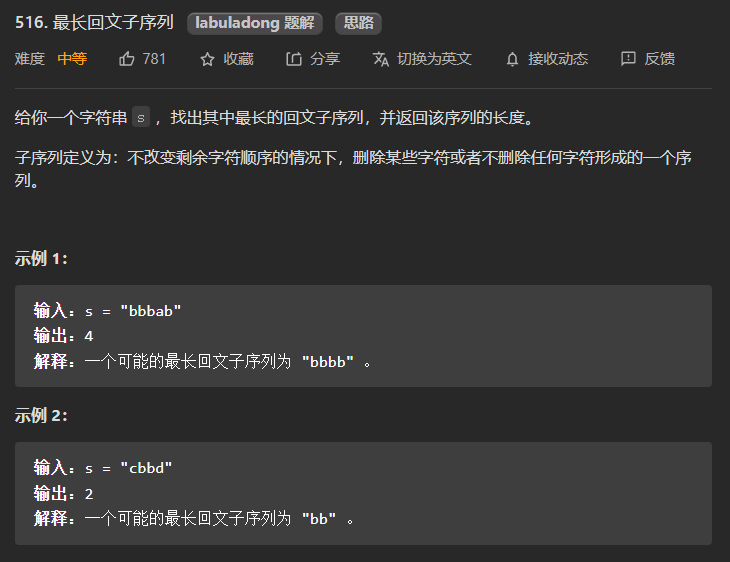 516. 最长回文子序列 labuladong 题解 思路
难度 中等 781 收藏 分享 切换为英文 接收动态 反馈
给你一个字符串 s ，找出其中最长的回文子序列，并返回该序列的长度。
子序列定义为：不改变剩余字符顺序的情况下，删除某些字符或者不删除任何字符形成的一个序
列。
示例 1：
输入：s = "bbbab"
输出：4
解释：一个可能的最长回文子序列为 "bbbb" 。
示例 2：
输入：s = "cbbd"
输出：2
解释：一个可能的最长回文子序列为 "bb" 。